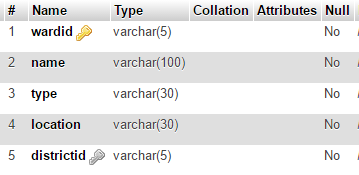 # Name Type Collation Attributes Null
1 wardid varchar(5) No
2 name varchar(100) No
3 type varchar(30) No
4 location varchar(30) No
5 districtid varchar(5) No